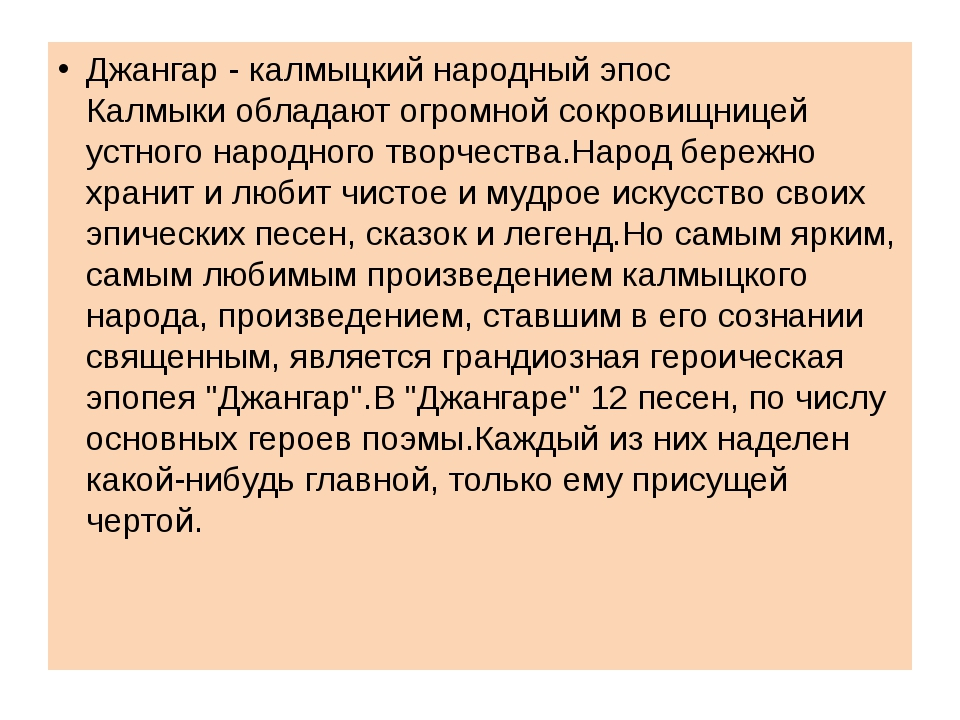 • Джангар - калмыцкий народный эпос
Калмыки обладают огромной сокровищницей
устного народного творчества.Народ бережно
хранит и любит чистое и мудрое искусство своих
эпических песен, сказок и легенд.Но самым ярким,
самым любимым произведением калмыцкого
народа, произведением, ставшим в его сознании
священным, является грандиозная героическая
эпопея "Джангар".В "Джангаре" 12 песен, по числу
основных героев поэмы.Каждый из них наделен
какой-нибудь главной, только ему присущей
чертой.